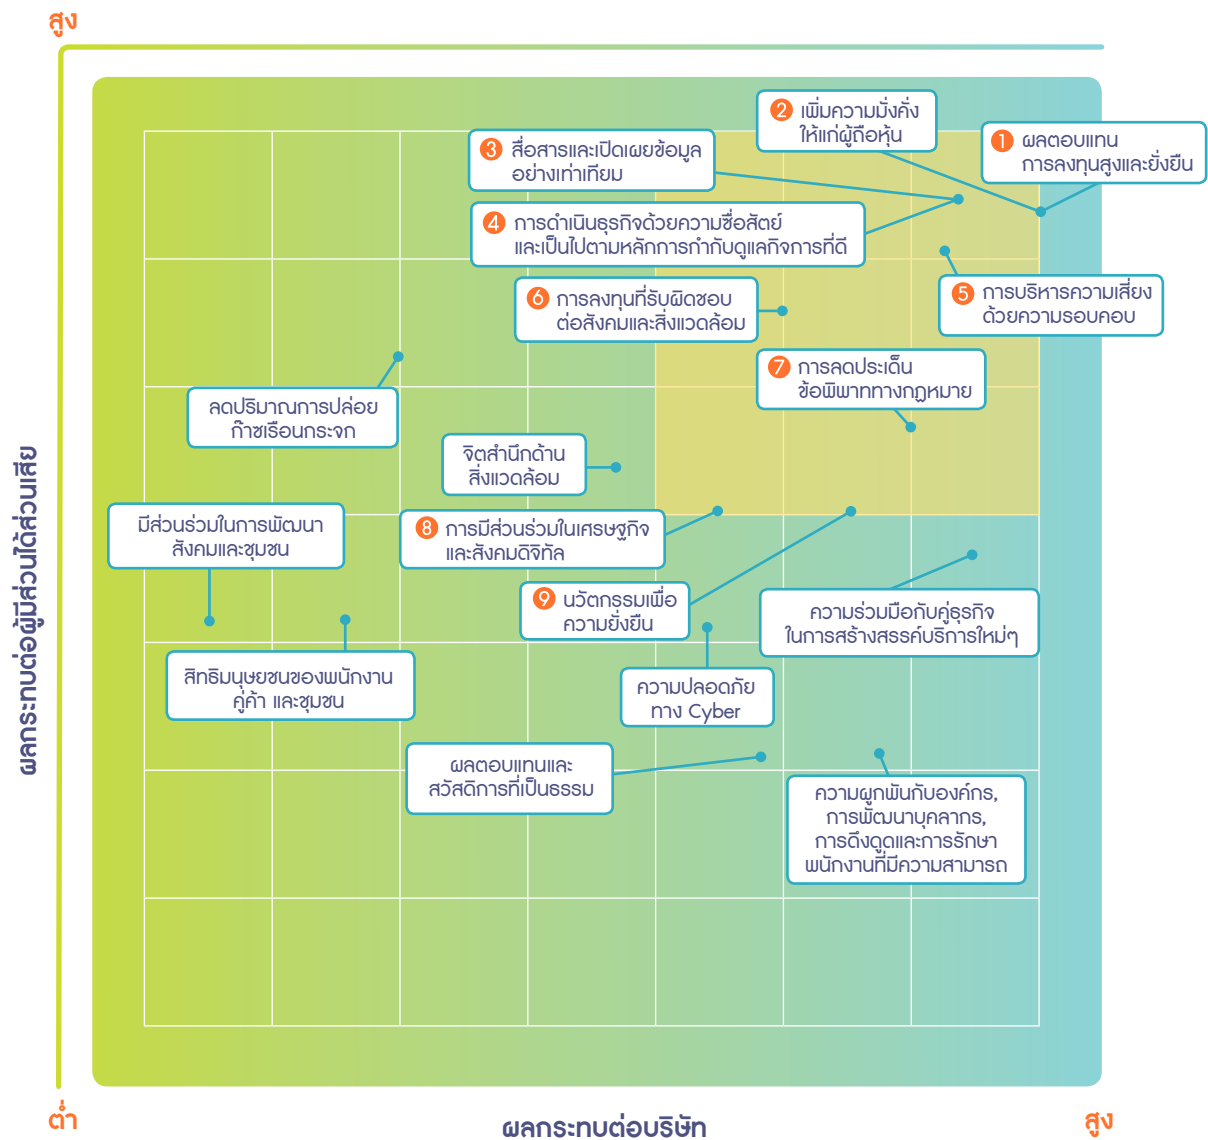 สูง
2 เพิ่มความมั่งคั่ง
ให้แก่ผู้ถือหุ้น
1 ผลตอบแทน
การลงทุนสูงและยั่งยืน
3 สื่อสารและเปิดเผยข้อมูล
อย่างเท่าเทียม
4 การดำเนินธุรกิจด้วยความซื่อสัตย์
และเป็นไปตามหลักการกำกับดูแลกิจการที่ดี
5 การบริหารความเสี่ยง
ด้วยความรอบคอบ
6 การลงทุนที่รับผิดชอบ
ต่อสังคมและสิ่งแวดล้อม
7 การลดประเด็น
ข้อพิพาททางกฎหมาย
ลดปริมาณการปล่อย
ก๊าซเรือนกระจก
จิตสำนึกด้าน
สิ่งแวดล้อม
มีส่วนร่วมในการพัฒนา
สังคมและชุมชน
8 การมีส่วนร่วมในเศรษฐกิจ
และสังคมดิจิทัล
9 นวัตกรรมเพื่อ
ความยั่งยืน
ความร่วมมือกับคู่ธุรกิจ
ในการสร้างสรรค์บริการใหม่ๆ
สิทธิมนุษยชนของพนักงาน
คู่ค้า และชุมชน
ความปลอดภัย
ทาง Cyber
ผลตอบแทนและ
สวัสดิการที่เป็นธรรม
ความผูกพันกับองค์กร,
การพัฒนาบุคลากร,
การดึงดูดและการรักษา
พนักงานที่มีความสามารถ
ผลกระทบต่อผู้มีส่วนได้ส่วนเสีย
ต่ำ
ผลกระทบต่อบริษัท
สูง